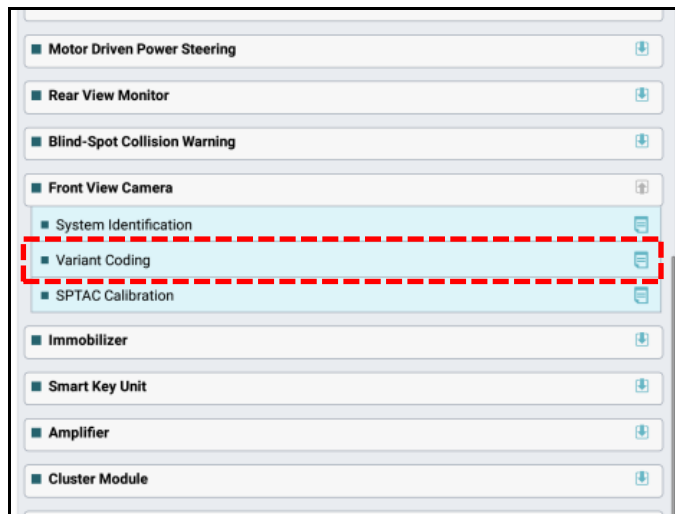 Motor Driven Power Steering
Rear View Monitor
Blind-Spot Collision Warning
Front View Camera
System Identification
Variant Coding
SPTAC Calibration
Immobilizer
Smart Key Unit
Amplifier
Cluster Module